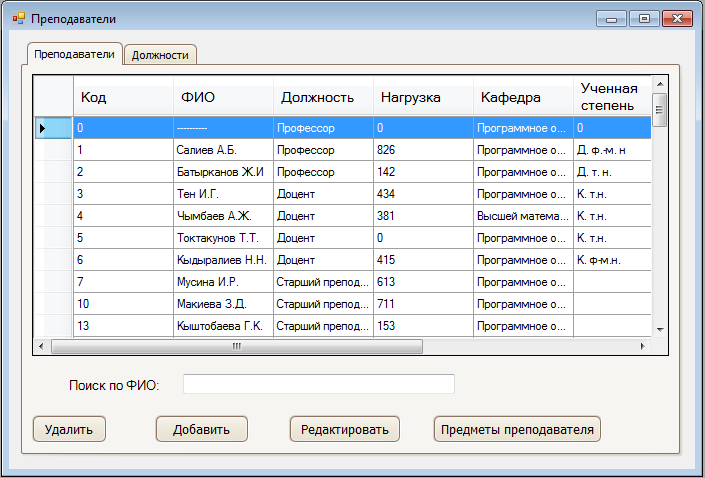 Преподаватели
Преподаватели Должности
Код ФИО Должность Нагрузка Кафедра Ученная степень
0 ---------- Профессор 0 Программное о... 0
1 Салиев А.Б. Профессор 826 Программное о... Д. ф.-м. н
2 Батырканов Ж.И Профессор 142 Программное о... Д. т. н.
3 Тен И.Г. Доцент 434 Программное о... К. т.н.
4 Чымбаев А.Ж. Доцент 381 Высшей матема... К. т.н.
5 Токтакунов Т.Т. Доцент 0 Программное о... К. т.н.
6 Кыдыралиев Н.Н. Доцент 415 Программное о... К. ф-м.н.
7 Мусина И.Р. Старший препод... 613 Программное о...
10 Макиева З.Д. Старший препод... 711 Программное о...
13 Кыштобаева Г.К. Старший препод... 153 Программное о...
Поиск по ФИО:
Удалить Добавить Редактировать Предметы преподавателя